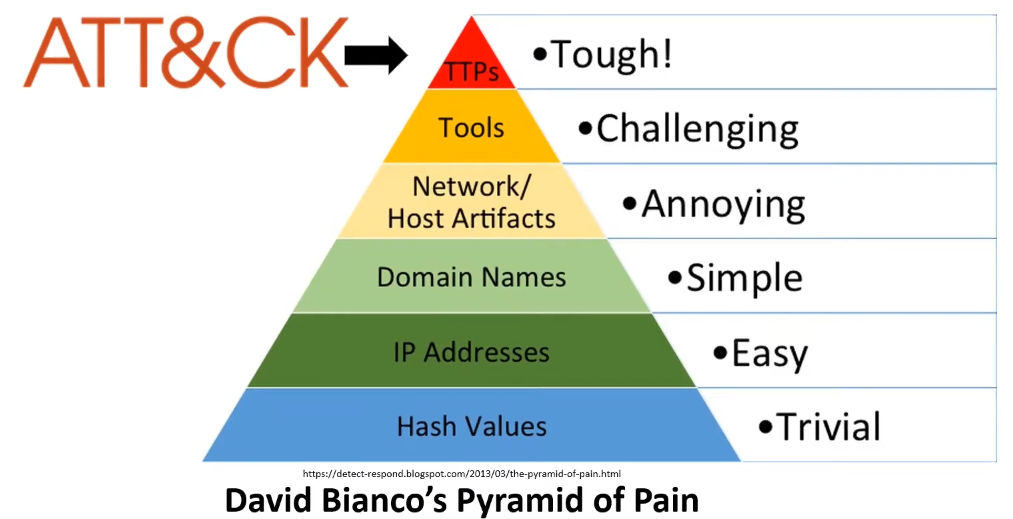 ATT&CK
TTPs
•Tough!
Tools
•Challenging
Network/
Host Artifacts
•Annoying
Domain Names
•Simple
IP Addresses
•Easy
Hash Values
•Trivial
https://detect-respond.blogspot.com/2013/03/the-pyramid-of-pain.html
David Bianco’s Pyramid of Pain